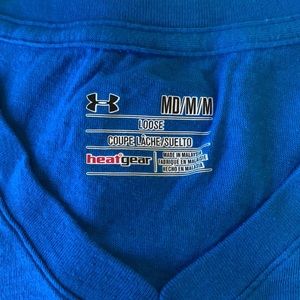 MD/M/M
LOOSE
COUPE LÂCHE/SUELTO
heatgear
MADE IN MALAYSIA
FABRIQUÉ EN MALAISIE
HECHO EN MALASIA